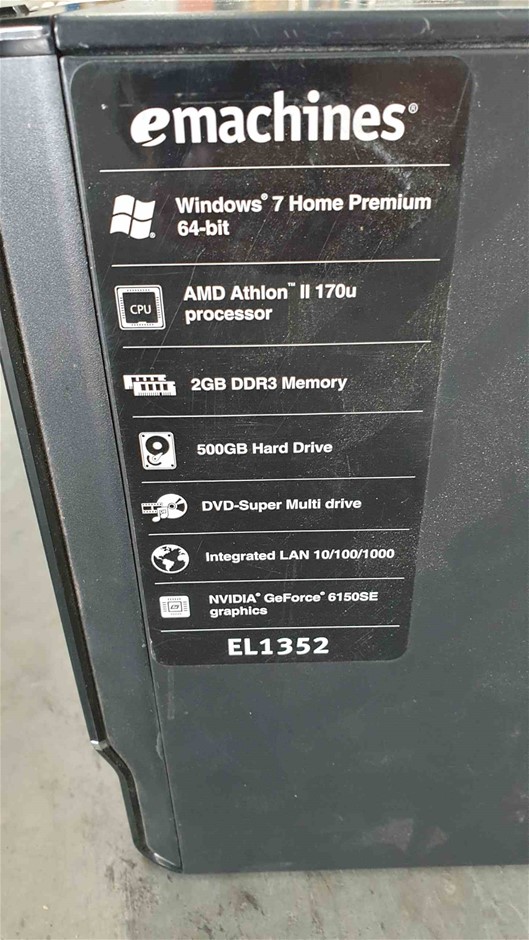 emachines®
Windows® 7 Home Premium
64-bit
AMD Athlon™ II 170u
processor
CPU
2GB DDR3 Memory
500GB Hard Drive
DVD-Super Multi drive
Integrated LAN 10/100/1000
NVIDIA® GeForce® 6150SE
graphics
EL1352